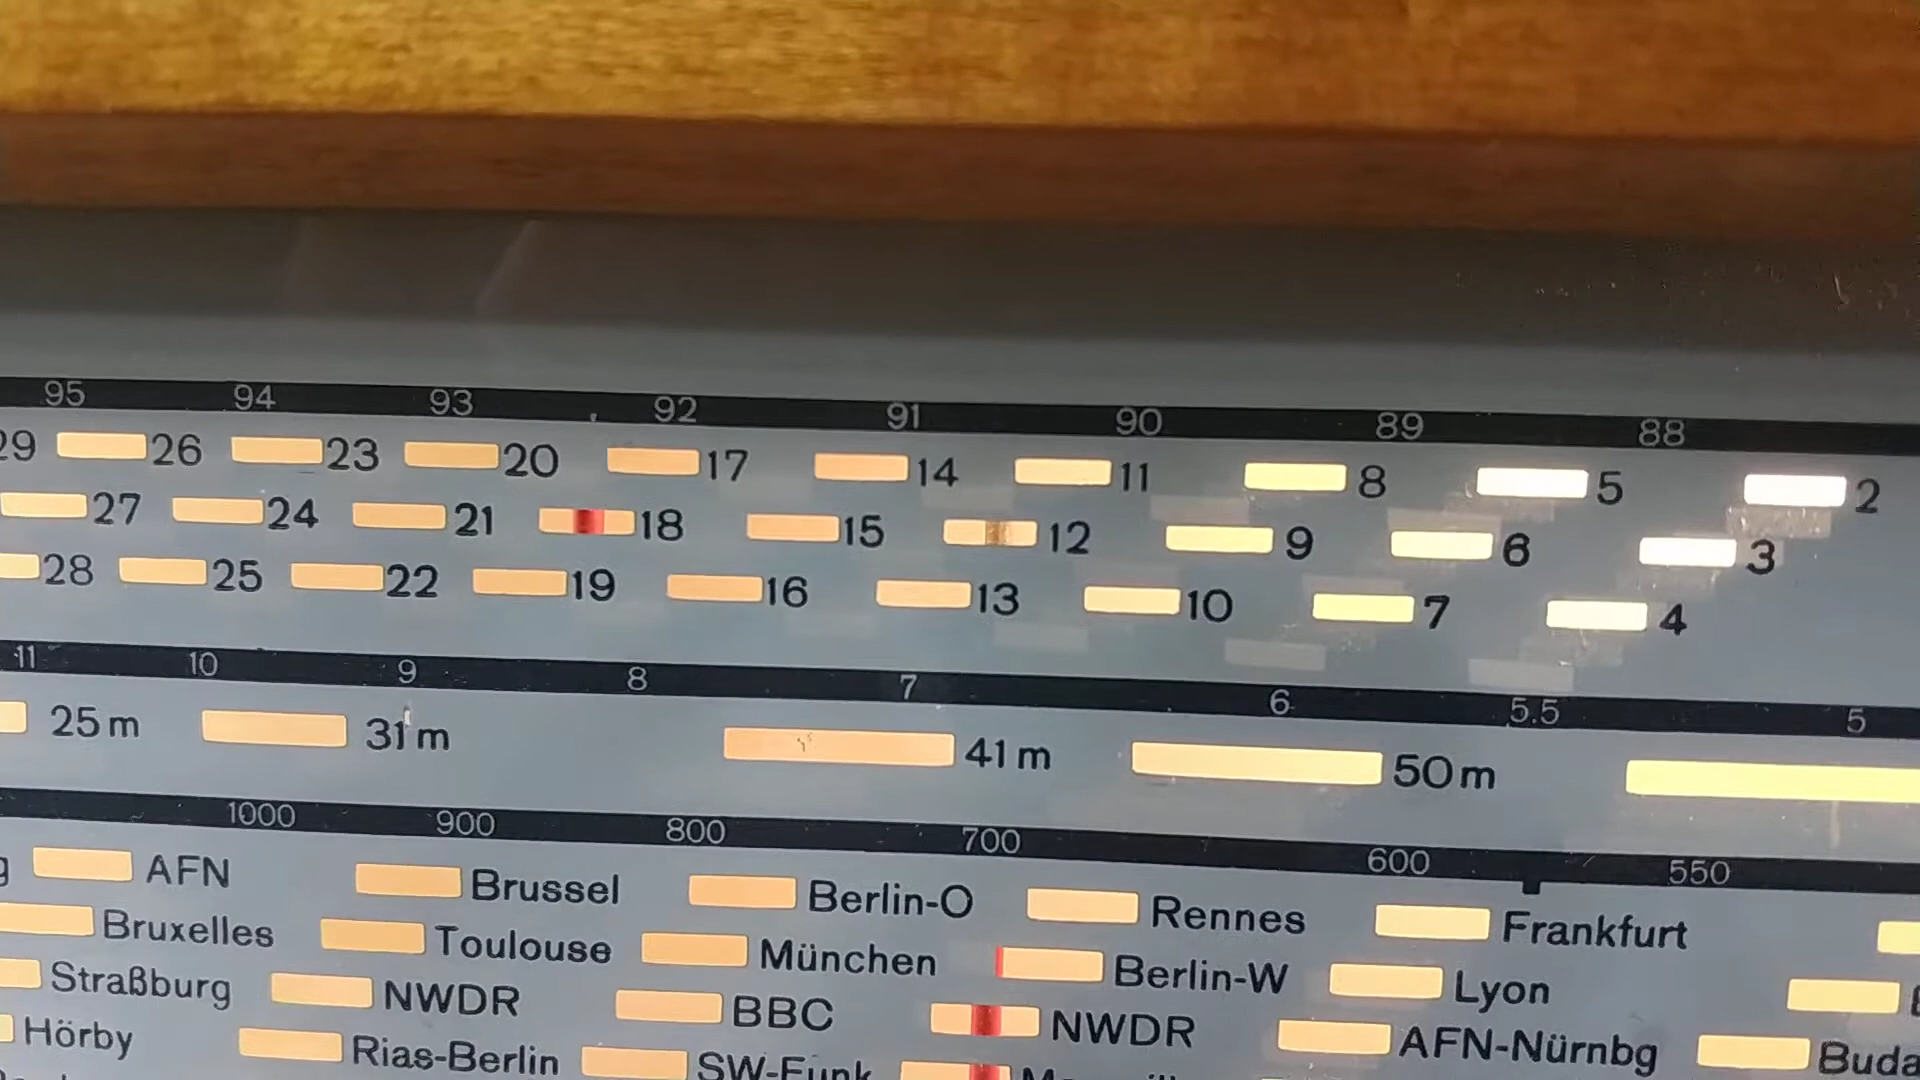 95 94 93 92 91 90 89 88
29 26 23 20 17 14 11 8 5 2
27 24 21 18 15 12 9 6 3
28 25 22 19 16 13 10 7 4
11 10 9 8 7 6 5.5 5
25 m 31 m 41 m 50 m
1000 900 800 700 600 550
AFN Brussel Berlin-O Rennes Frankfurt
Bruxelles Toulouse München Berlin-W Lyon
Straßburg NWDR BBC NWDR AFN-Nürnbg Buda
Hörby Rias-Berlin SW-Funk